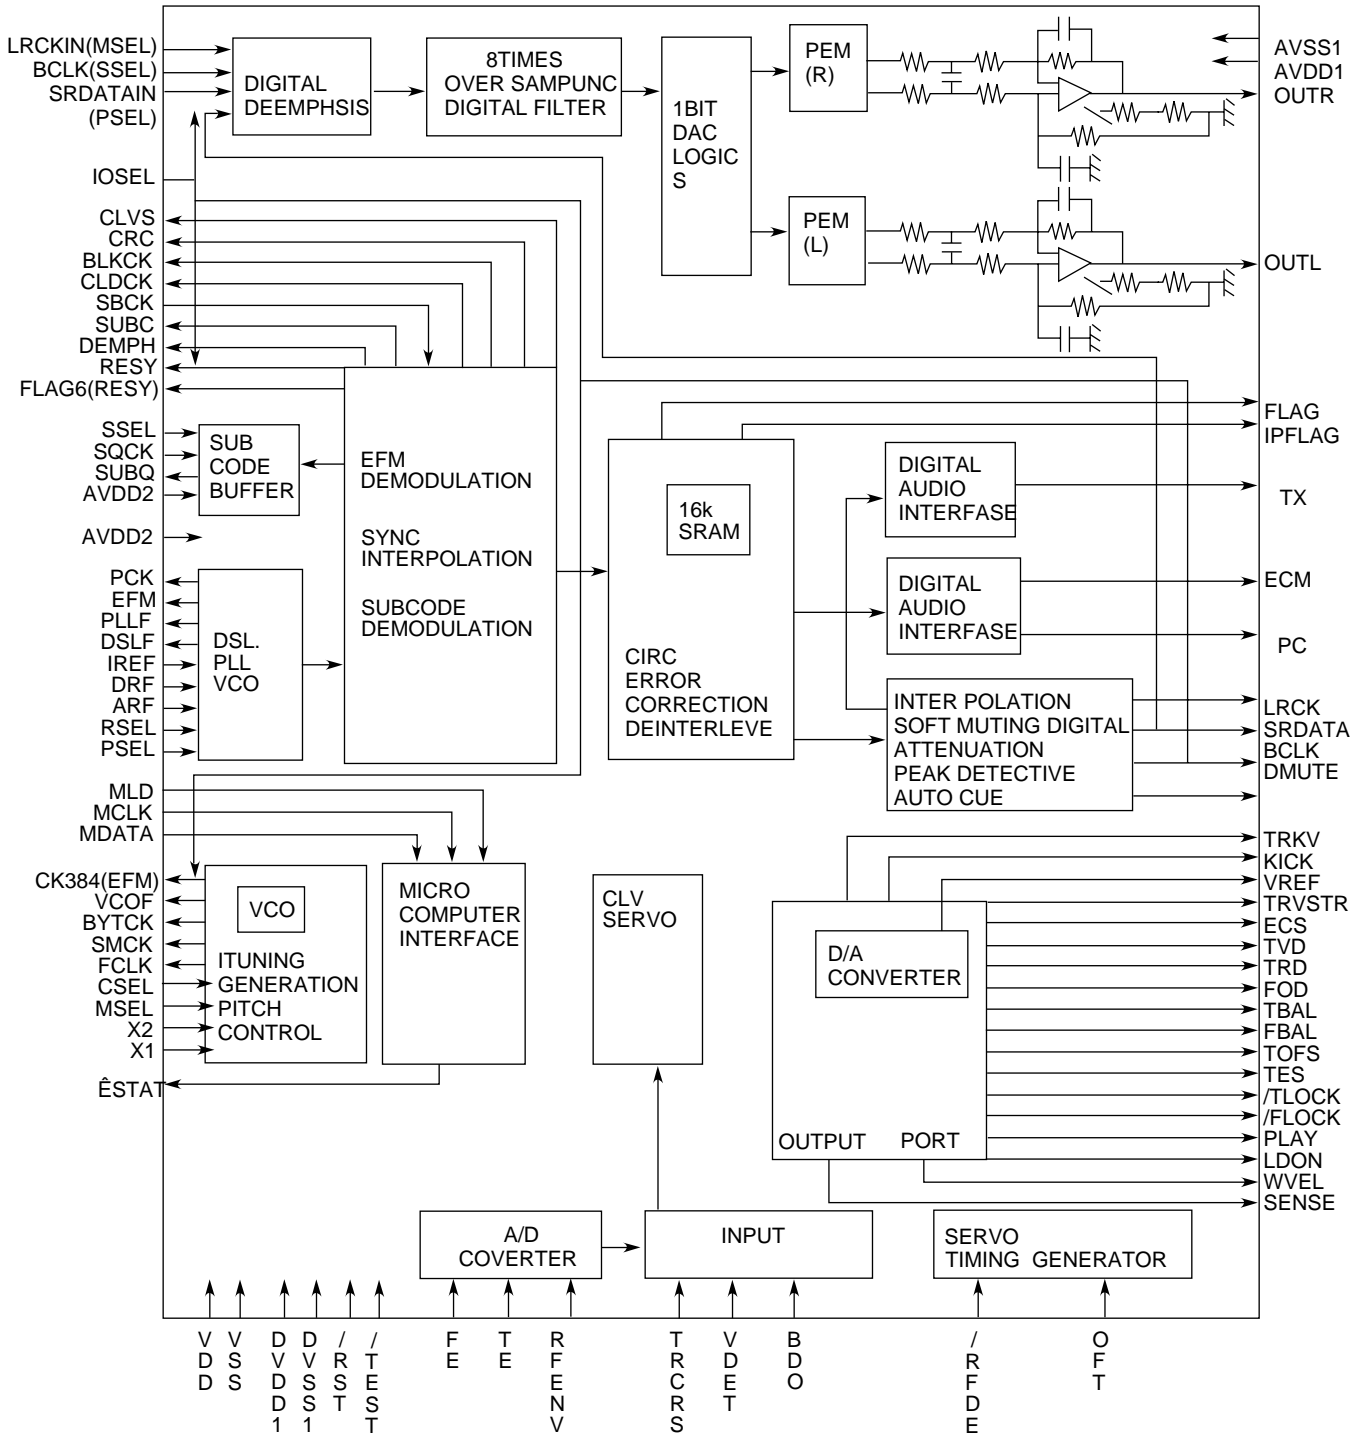 LRCKIN(MSEL)
BCLK(SSEL)
SRDATAIN
(PSEL)
IOSEL
CLVS
CRC
BLKCK
CLDCK
SBCK
SUBC
DEMPH
RESY
FLAG6(RESY)
SSEL
SQCK
SUBQ
AVDD2
AVDD2
PCK
EFM
PLLF
DSLF
IREF
DRF
ARF
RSEL
PSEL
MLD
MCLK
MDATA
CK384(EFM)
VCOF
BYTCK
SMCK
FCLK
CSEL
MSEL
X2
X1
ÊSTAT
DIGITAL
DEEMPHSIS
8TIMES
OVER SAMPUNC
DIGITAL FILTER
1BIT
DAC
LOGIC
S
PEM
(R)
PEM
(L)
SUB
CODE
BUFFER
DSL.
PLL
VCO
EFM
DEMODULATION
SYNC
INTERPOLATION
SUBCODE
DEMODULATION
16k
SRAM
CIRC
ERROR
CORRECTION
DEINTERLEVE
DIGITAL
AUDIO
INTERFASE
DIGITAL
AUDIO
INTERFASE
INTER POLATION
SOFT MUTING DIGITAL
ATTENUATION
PEAK DETECTIVE
AUTO CUE
VCO
ITUNING
GENERATION
PITCH
CONTROL
MICRO
COMPUTER
INTERFACE
CLV
SERVO
D/A
CONVERTER
OUTPUT PORT
A/D
COVERTER
INPUT
SERVO
TIMING GENERATOR
AVSS1
AVDD1
OUTR
OUTL
FLAG
IPFLAG
TX
ECM
PC
LRCK
SRDATA
BCLK
DMUTE
TRKV
KICK
VREF
TRVSTR
ECS
TVD
TRD
FOD
TBAL
FBAL
TOFS
TES
/TLOCK
/FLOCK
PLAY
LDON
WVEL
SENSE
VDD
VSS
DVDD1
DVSS1
/RST
/TEST
FE
TE
RFENV
TRCRS
VDET
BDO
/RFDE
OFT